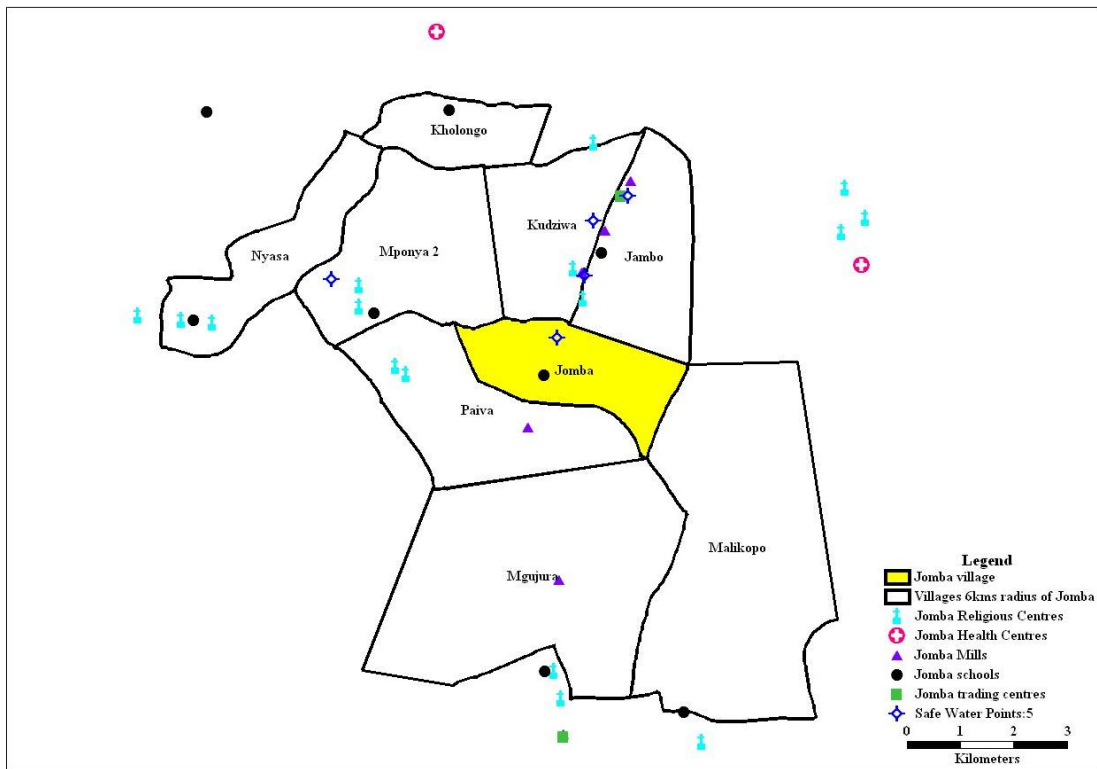 Kholongo
Kudziwa
Nyasa
Mponya 2
Jambo
Jomba
Paiva
Malikopo
Mgujura
Legend
Jomba village
Villages 6kms radius of Jomba
Jomba Religious Centres
Jomba Health Centres
Jomba Mills
Jomba schools
Jomba trading centres
Safe Water Points:5
0 1 2 3
Kilometers